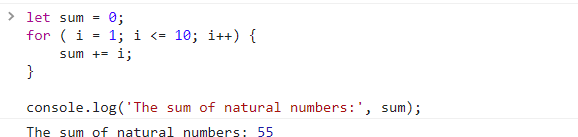 let sum = 0;
for ( i = 1; i <= 10; i++) {
    sum += i;
}
console.log('The sum of natural numbers:', sum);
The sum of natural numbers: 55